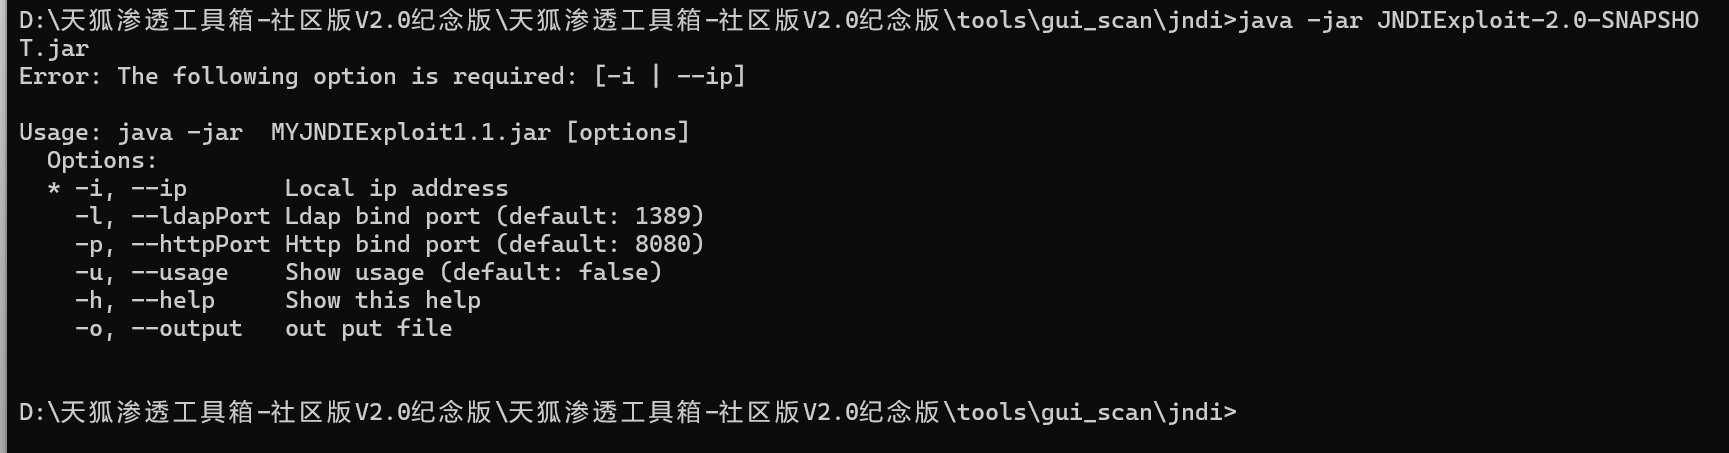 D:\天狐渗透工具箱-社区版V2.0纪念版\天狐渗透工具箱-社区版V2.0纪念版\tools\gui_scan\jndi>java -jar JNDIExploit-2.0-SNAPSHO
T.jar
Error: The following option is required: [-i | --ip]
Usage: java -jar  MYJNDIExploit1.1.jar [options]
  Options:
  * -i, --ip       Local ip address
    -l, --ldapPort Ldap bind port (default: 1389)
    -p, --httpPort Http bind port (default: 8080)
    -u, --usage    Show usage (default: false)
    -h, --help     Show this help
    -o, --output   out put file
D:\天狐渗透工具箱-社区版V2.0纪念版\天狐渗透工具箱-社区版V2.0纪念版\tools\gui_scan\jndi>